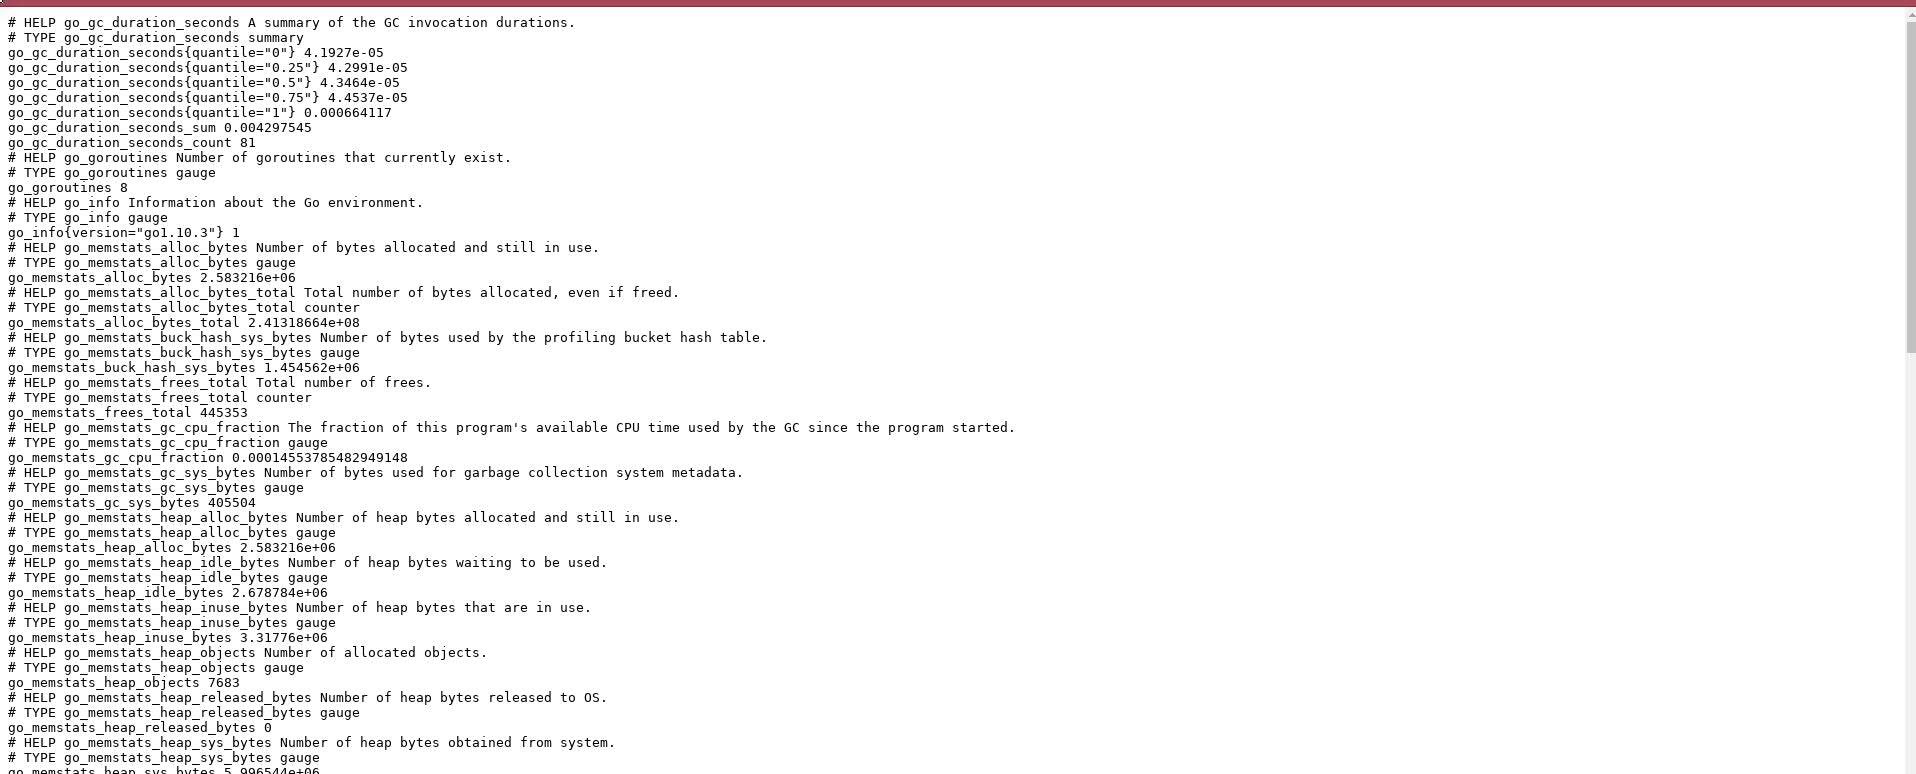 # HELP go_gc_duration_seconds A summary of the GC invocation durations.
# TYPE go_gc_duration_seconds summary
go_gc_duration_seconds{quantile="0"} 4.1927e-05
go_gc_duration_seconds{quantile="0.25"} 4.2991e-05
go_gc_duration_seconds{quantile="0.5"} 4.3464e-05
go_gc_duration_seconds{quantile="0.75"} 4.4537e-05
go_gc_duration_seconds{quantile="1"} 0.000664117
go_gc_duration_seconds_sum 0.004297545
go_gc_duration_seconds_count 81
# HELP go_goroutines Number of goroutines that currently exist.
# TYPE go_goroutines gauge
go_goroutines 8
# HELP go_info Information about the Go environment.
# TYPE go_info gauge
go_info{version="go1.10.3"} 1
# HELP go_memstats_alloc_bytes Number of bytes allocated and still in use.
# TYPE go_memstats_alloc_bytes gauge
go_memstats_alloc_bytes 2.583216e+06
# HELP go_memstats_alloc_bytes_total Total number of bytes allocated, even if freed.
# TYPE go_memstats_alloc_bytes_total counter
go_memstats_alloc_bytes_total 2.41318664e+08
# HELP go_memstats_buck_hash_sys_bytes Number of bytes used by the profiling bucket hash table.
# TYPE go_memstats_buck_hash_sys_bytes gauge
go_memstats_buck_hash_sys_bytes 1.454562e+06
# HELP go_memstats_frees_total Total number of frees.
# TYPE go_memstats_frees_total counter
go_memstats_frees_total 445353
# HELP go_memstats_gc_cpu_fraction The fraction of this program's available CPU time used by the GC since the program started.
# TYPE go_memstats_gc_cpu_fraction gauge
go_memstats_gc_cpu_fraction 0.00014553785482949148
# HELP go_memstats_gc_sys_bytes Number of bytes used for garbage collection system metadata.
# TYPE go_memstats_gc_sys_bytes gauge
go_memstats_gc_sys_bytes 405504
# HELP go_memstats_heap_alloc_bytes Number of heap bytes allocated and still in use.
# TYPE go_memstats_heap_alloc_bytes gauge
go_memstats_heap_alloc_bytes 2.583216e+06
# HELP go_memstats_heap_idle_bytes Number of heap bytes waiting to be used.
# TYPE go_memstats_heap_idle_bytes gauge
go_memstats_heap_idle_bytes 2.678784e+06
# HELP go_memstats_heap_inuse_bytes Number of heap bytes that are in use.
# TYPE go_memstats_heap_inuse_bytes gauge
go_memstats_heap_inuse_bytes 3.31776e+06
# HELP go_memstats_heap_objects Number of allocated objects.
# TYPE go_memstats_heap_objects gauge
go_memstats_heap_objects 7683
# HELP go_memstats_heap_released_bytes Number of heap bytes released to OS.
# TYPE go_memstats_heap_released_bytes gauge
go_memstats_heap_released_bytes 0
# HELP go_memstats_heap_sys_bytes Number of heap bytes obtained from system.
# TYPE go_memstats_heap_sys_bytes gauge
go_memstats_heap_sys_bytes 5.996544e+06